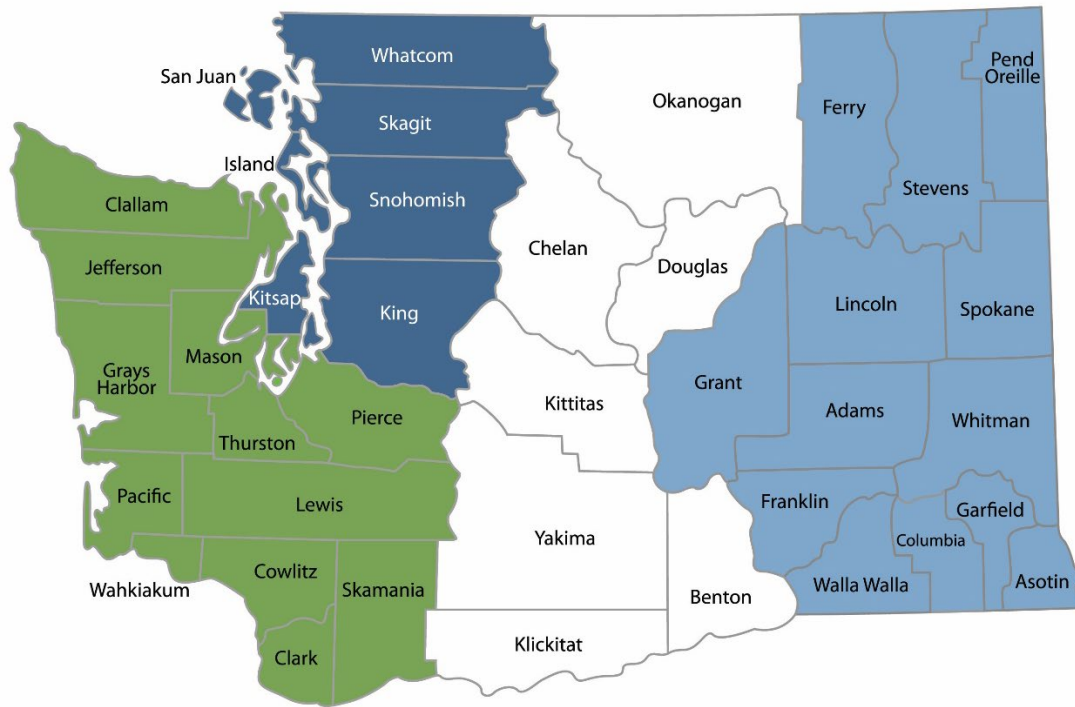 Whatcom
San Juan
Pend
Oreille
Okanogan
Ferry
Skagit
Island
Stevens
Snohomish
Clallam
Chelan
Jefferson
Douglas
Kitsap
Lincoln
Spokane
King
Mason
Grays
Harbor
Grant
Kittitas
Adams
Pierce
Whitman
Thurston
Pacific
Lewis
Franklin
Garfield
Yakima
Columbia
Wahkiakum
Cowlitz
Skamania
Walla Walla
Asotin
Benton
Klickitat
Clark